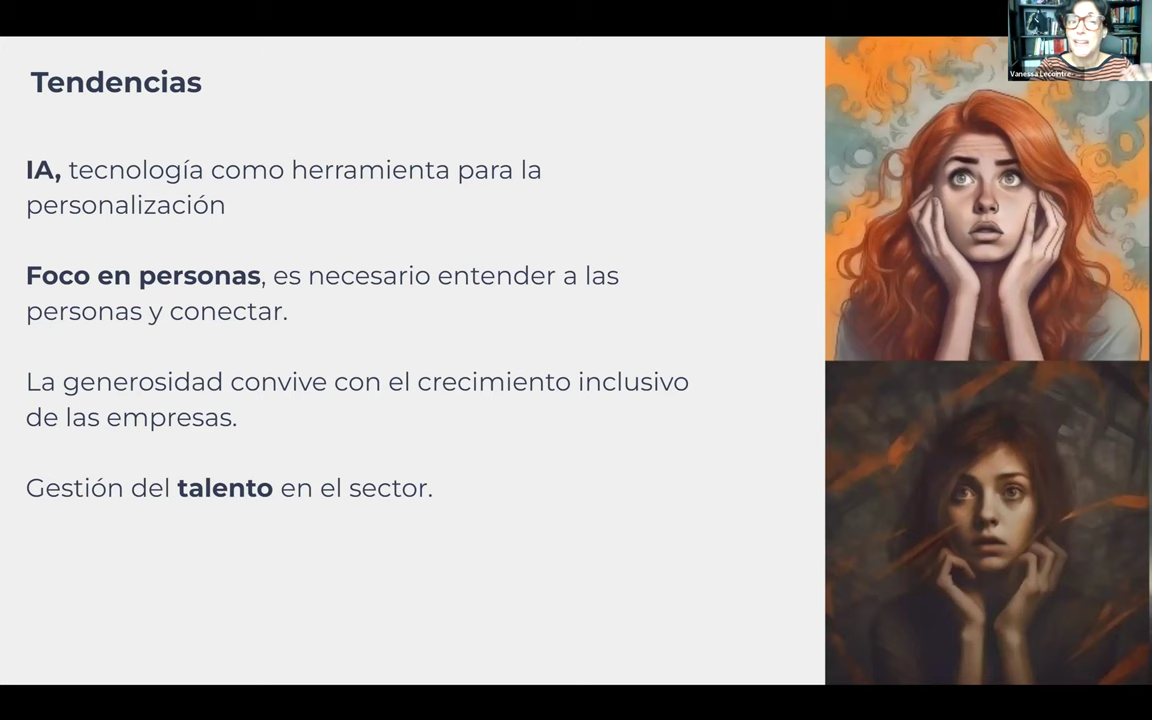 Tendencias
IA, tecnología como herramienta para la
personalización
Foco en personas, es necesario entender a las
personas y conectar.
La generosidad convive con el crecimiento inclusivo
de las empresas.
Gestión del talento en el sector.
Vanessa Lecointre